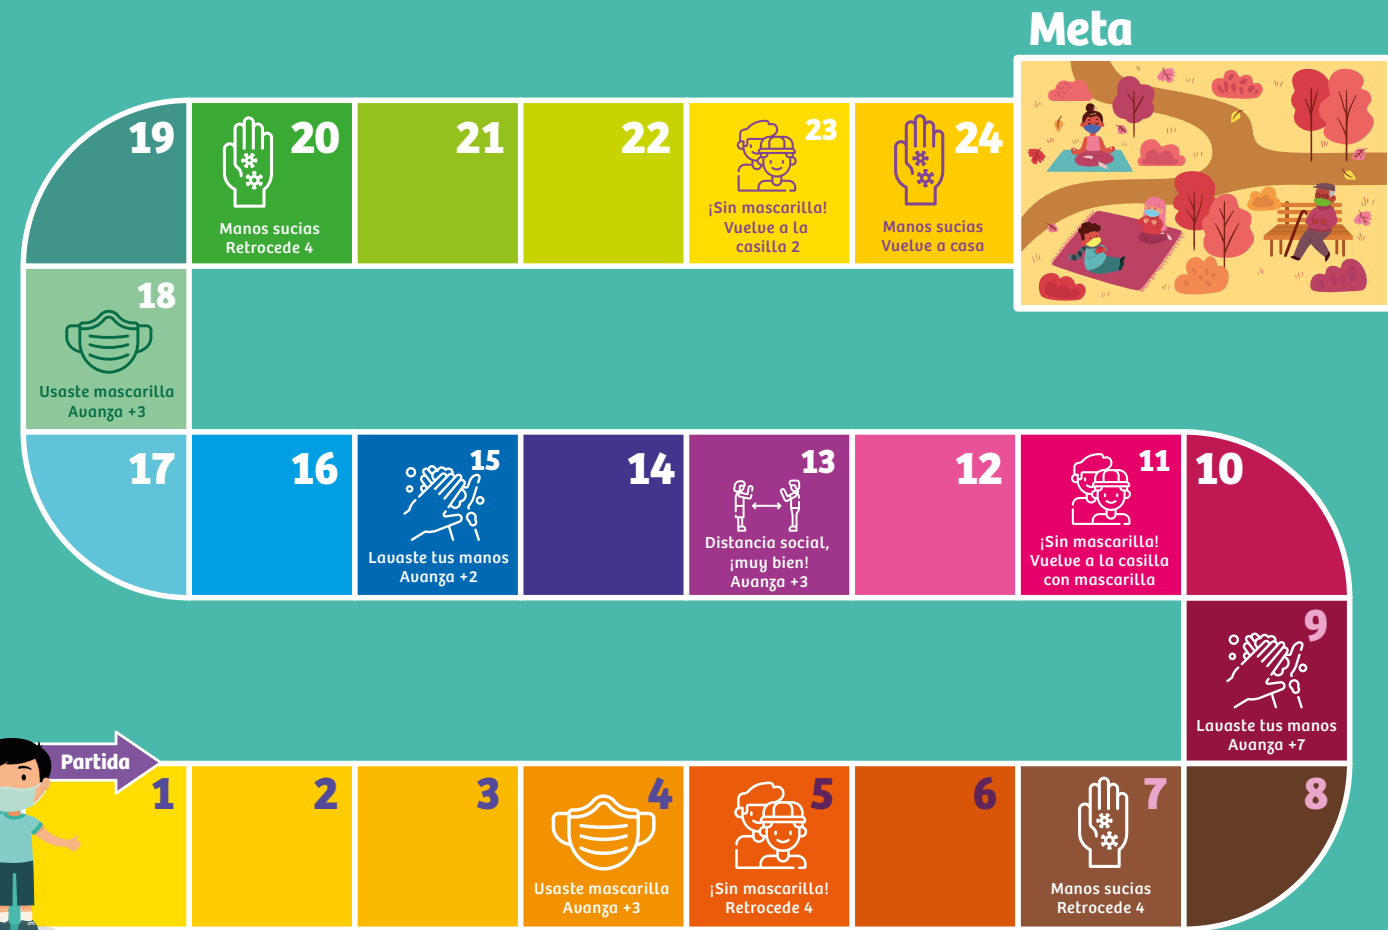 Meta
19
20
Manos sucias
Retrocede 4
21
22
23
¡Sin mascarilla!
Vuelve a la
casilla 2
24
Manos sucias
Vuelve a casa
18
Usaste mascarilla
Avanza +3
17
16
15
Lavaste tus manos
Avanza +2
14
13
Distancia social,
¡muy bien!
Avanza +3
12
11
¡Sin mascarilla!
Vuelve a la casilla
con mascarilla
10
9
Lavaste tus manos
Avanza +7
Partida
1
2
3
4
Usaste mascarilla
Avanza +3
5
¡Sin mascarilla!
Retrocede 4
6
7
Manos sucias
Retrocede 4
8